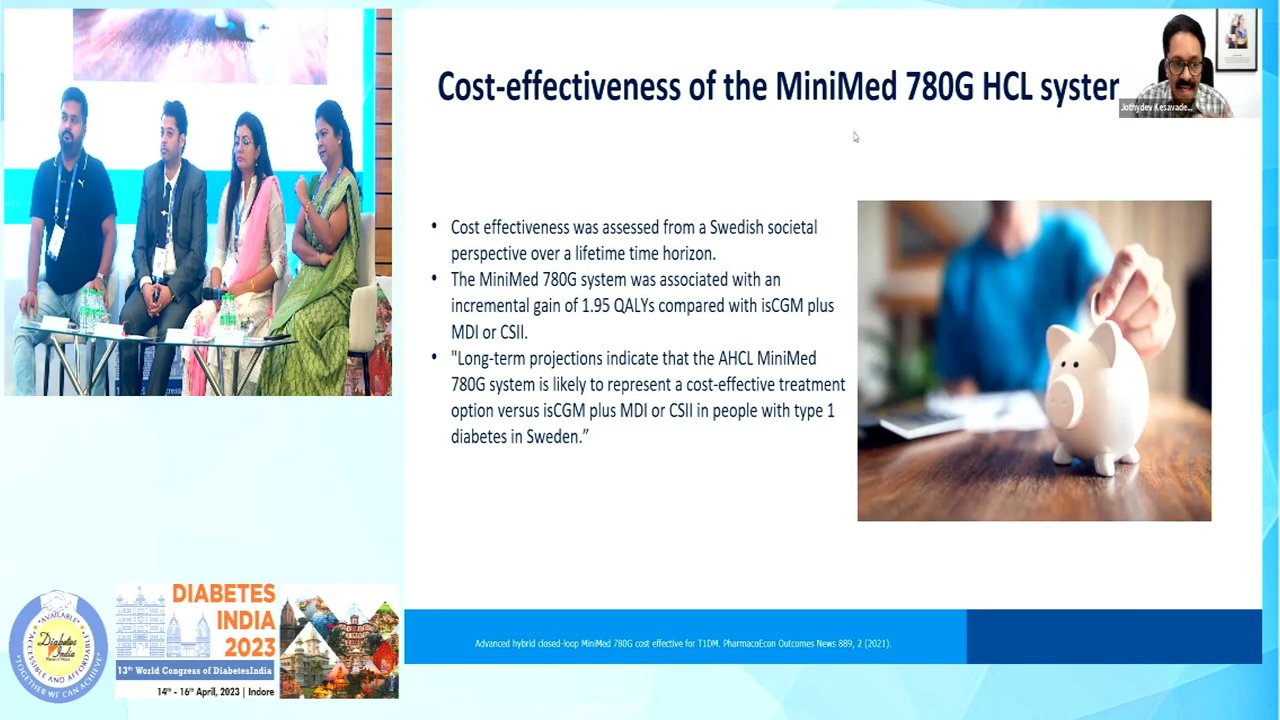 Cost-effectiveness of the MiniMed 780G HCL syster
Jothydev Kesavade...
• Cost effectiveness was assessed from a Swedish societal
perspective over a lifetime time horizon.
• The MiniMed 780G system was associated with an
incremental gain of 1.95 QALYs compared with isCGM plus
MDI or CSII.
• "Long-term projections indicate that the AHCL MiniMed
780G system is likely to represent a cost-effective treatment
option versus isCGM plus MDI or CSII in people with type 1
diabetes in Sweden.”
Advanced hybrid closed-loop MiniMed 780G cost effective for T1DM. PharmacoEcon Outcomes News 889, 2 (2021).
•AVAILABLE•
ACCESSIBLE AND AFFORDABLE
Diabetes
India
•TOGETHER WE CAN ACHIEVE•
DIABETES
INDIA
2023
13th World Congress of DiabetesIndia
14th - 16th April, 2023 | Indore